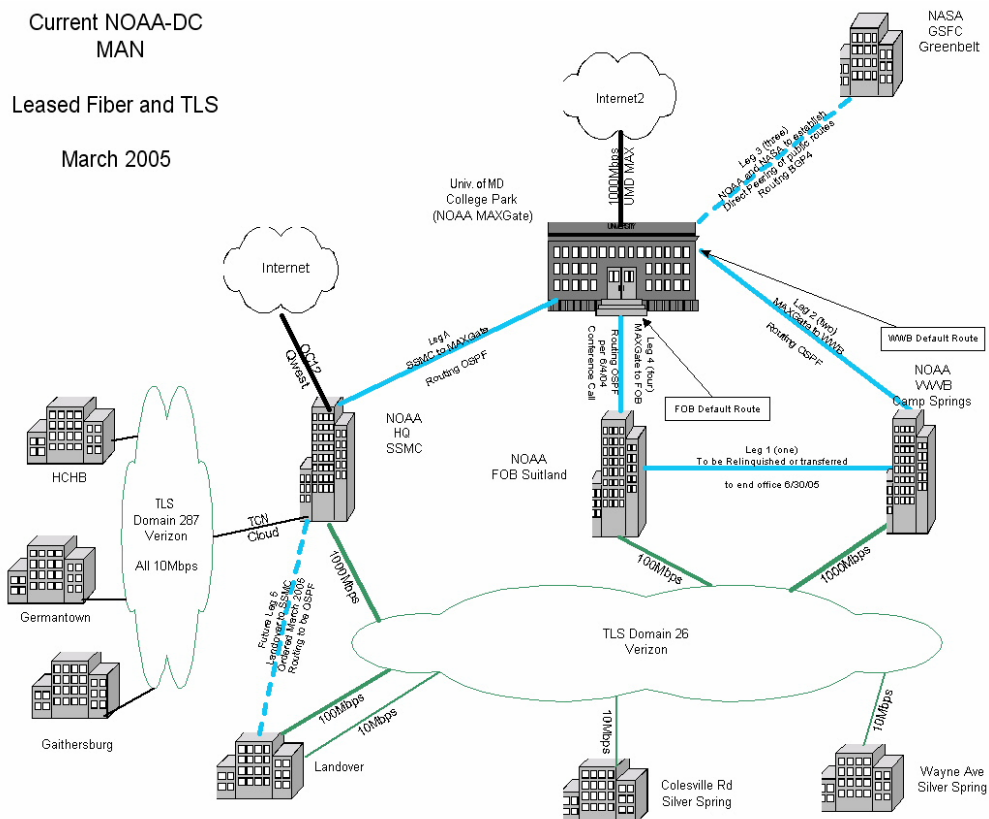 Current NOAA-DC
MAN
Leased Fiber and TLS
March 2005
NASA
GSFC
Greenbelt
Internet2
1000Mbps
UMD MAX
Leg 3 (three)
NOAA and NASA to establish
Direct Peering of public routes
Routing BGP4
Univ. of MD
College Park
(NOAA MAXGate)
UNIVERSITY
Internet
OC12
Qwest
Leg A
SSMC to MAXGate
Routing OSPF
Leg 4 (four)
MAXGate to FOB
Routing OSPF
per 6/4/04
Conference Call
Leg 2 (two)
MAXGate to WWB
Routing OSPF
WWB Default Route
FOB Default Route
NOAA
WWB
Camp Springs
NOAA
HQ
SSMC
NOAA
FOB Suitland
Leg 1 (one)
To be Relinquished or transferred
to end office 6/30/05
HCHB
TLS
Domain 287
Verizon
All 10Mbps
TCN
Cloud
Germantown
Gaithersburg
1000Mbps
100Mbps
1000Mbps
Future Leg 5
Landover to SSMC
Ordered March 2005
Routing to be OSPF
TLS Domain 26
Verizon
100Mbps
10Mbps
10Mbps
10Mbps
Landover
Colesville Rd
Silver Spring
Wayne Ave
Silver Spring